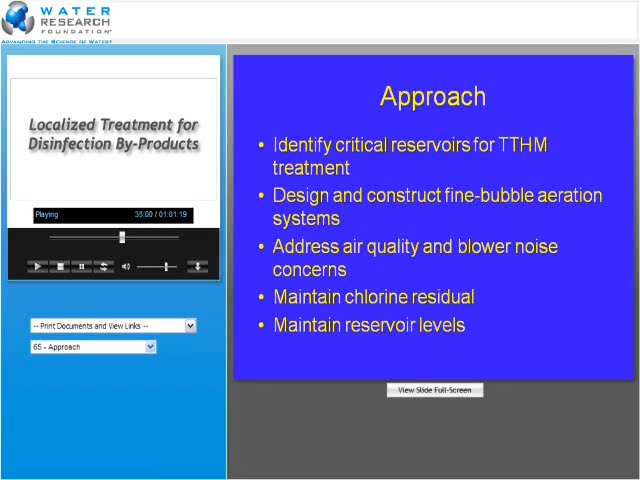 WATER
RESEARCH
FOUNDATION
ADVANCING THE SCIENCE OF WATER®
Localized Treatment for
Disinfection By-Products
Playing 38:00 / 01:01:19
-- Print Documents and View Links --
65 - Approach
Approach
• Identify critical reservoirs for TTHM
treatment
• Design and construct fine-bubble aeration
systems
• Address air quality and blower noise
concerns
• Maintain chlorine residual
• Maintain reservoir levels
View Slide Full-Screen